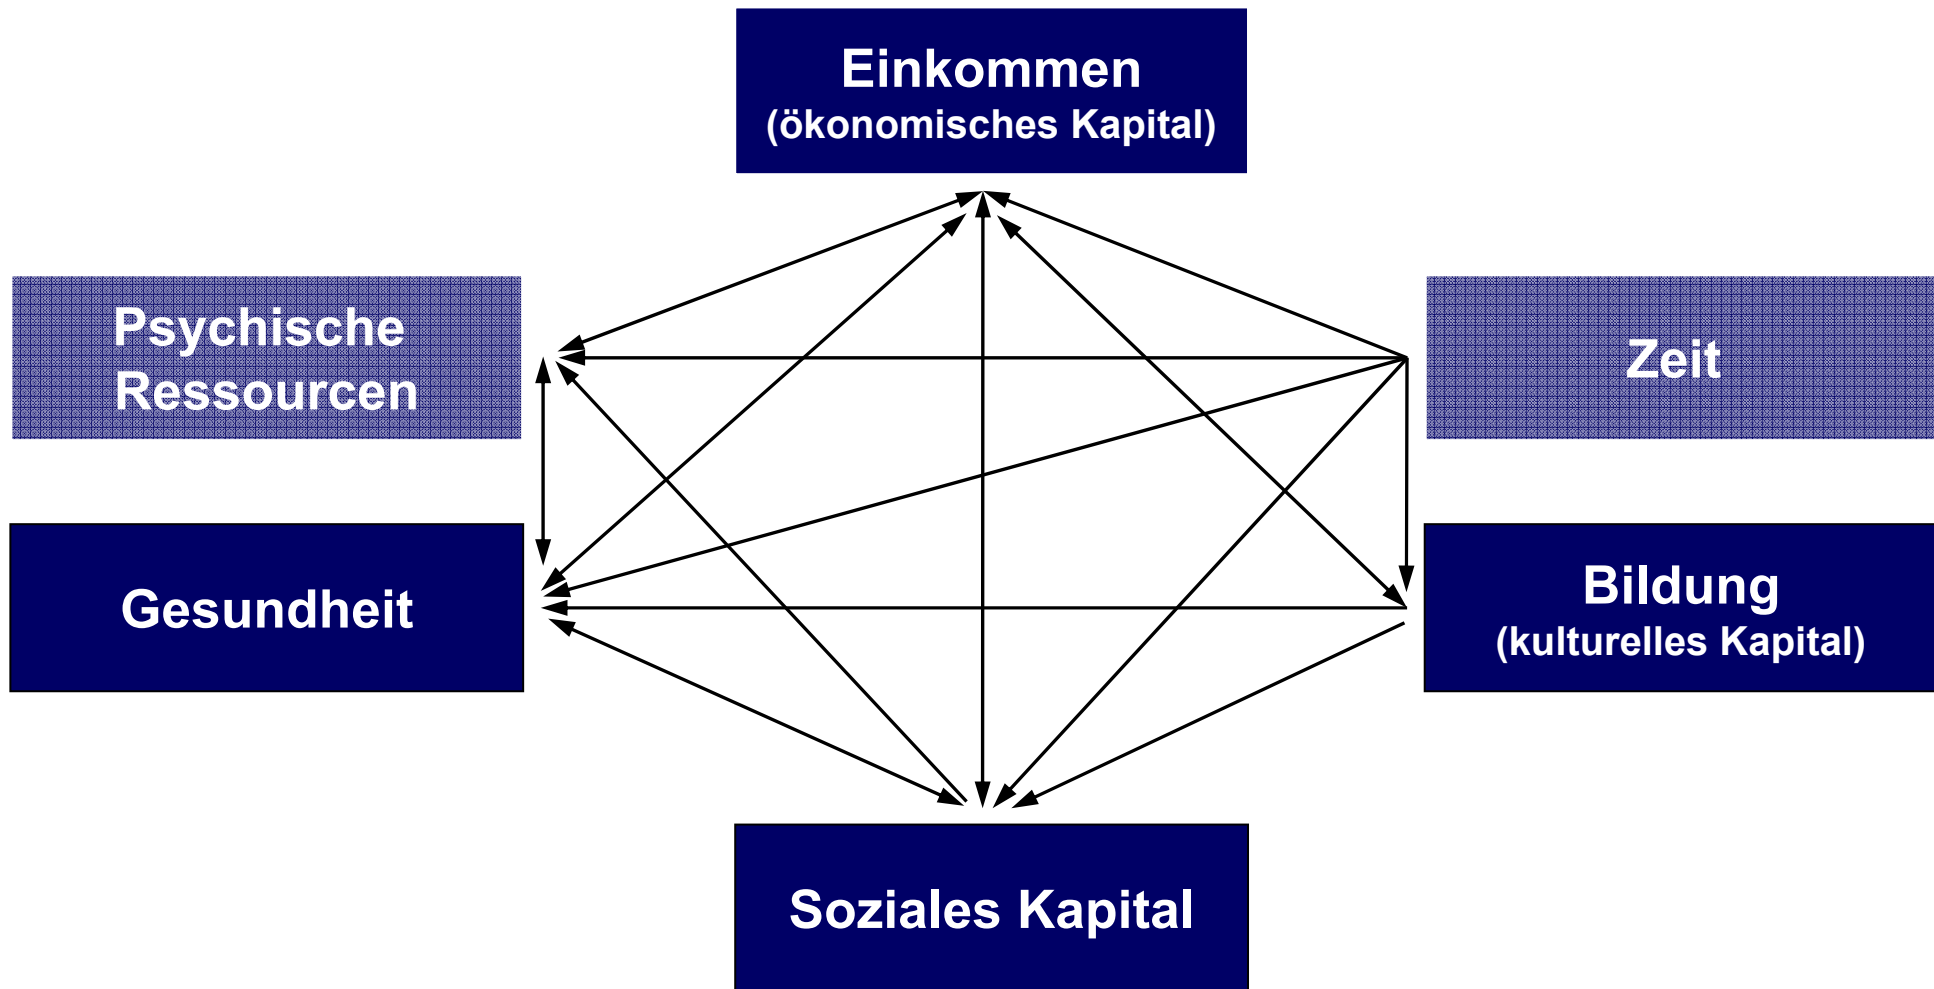 Einkommen
(ökonomisches Kapital)
Psychische
Ressourcen
Zeit
Gesundheit
Bildung
(kulturelles Kapital)
Soziales Kapital